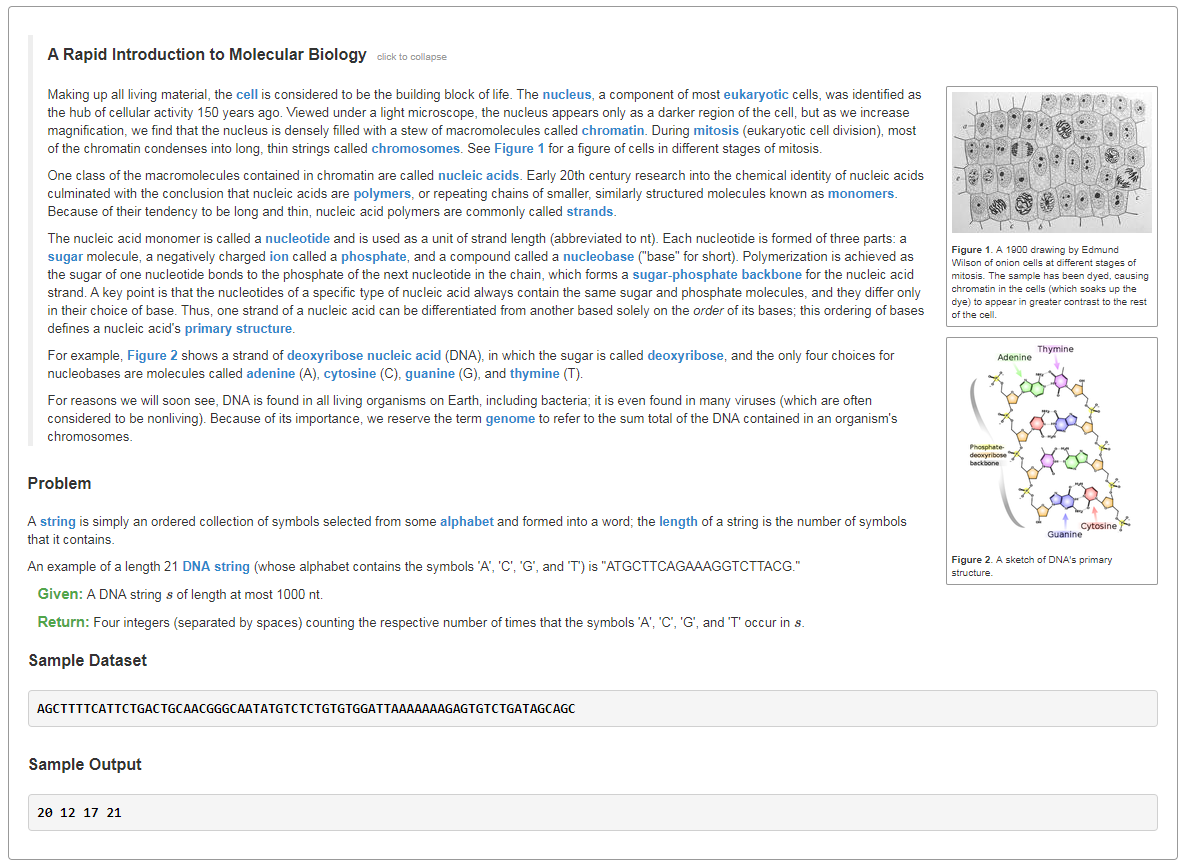 A Rapid Introduction to Molecular Biology click to collapse
Making up all living material, the cell is considered to be the building block of life. The nucleus, a component of most eukaryotic cells, was identified as
the hub of cellular activity 150 years ago. Viewed under a light microscope, the nucleus appears only as a darker region of the cell, but as we increase
magnification, we find that the nucleus is densely filled with a stew of macromolecules called chromatin. During mitosis (eukaryotic cell division), most
of the chromatin condenses into long, thin strings called chromosomes. See Figure 1 for a figure of cells in different stages of mitosis.
One class of the macromolecules contained in chromatin are called nucleic acids. Early 20th century research into the chemical identity of nucleic acids
culminated with the conclusion that nucleic acids are polymers, or repeating chains of smaller, similarly structured molecules known as monomers.
Because of their tendency to be long and thin, nucleic acid polymers are commonly called strands.
The nucleic acid monomer is called a nucleotide and is used as a unit of strand length (abbreviated to nt). Each nucleotide is formed of three parts: a
sugar molecule, a negatively charged ion called a phosphate, and a compound called a nucleobase ("base" for short). Polymerization is achieved as
the sugar of one nucleotide bonds to the phosphate of the next nucleotide in the chain, which forms a sugar-phosphate backbone for the nucleic acid
strand. A key point is that the nucleotides of a specific type of nucleic acid always contain the same sugar and phosphate molecules, and they differ only
in their choice of base. Thus, one strand of a nucleic acid can be differentiated from another based solely on the order of its bases; this ordering of bases
defines a nucleic acid's primary structure.
For example, Figure 2 shows a strand of deoxyribose nucleic acid (DNA), in which the sugar is called deoxyribose, and the only four choices for
nucleobases are molecules called adenine (A), cytosine (C), guanine (G), and thymine (T).
For reasons we will soon see, DNA is found in all living organisms on Earth, including bacteria; it is even found in many viruses (which are often
considered to be nonliving). Because of its importance, we reserve the term genome to refer to the sum total of the DNA contained in an organism's
chromosomes.
Figure 1. A 1900 drawing by Edmund
Wilson of onion cells at different stages of
mitosis. The sample has been dyed, causing
chromatin in the cells (which soaks up the
dye) to appear in greater contrast to the rest
of the cell.
Thymine
Adenine
Phosphate-
deoxyribose
backbone
Cytosine
Guanine
Figure 2. A sketch of DNA's primary
structure.
Problem
A string is simply an ordered collection of symbols selected from some alphabet and formed into a word; the length of a string is the number of symbols
that it contains.
An example of a length 21 DNA string (whose alphabet contains the symbols 'A', 'C', 'G', and 'T') is "ATGCTTCAGAAAGGTCTTACG."
Given: A DNA string s of length at most 1000 nt.
Return: Four integers (separated by spaces) counting the respective number of times that the symbols 'A', 'C', 'G', and 'T' occur in s.
Sample Dataset
AGCTTTTCATTCTGACTGCAACGGGCAATATGTCTCTGTGTGGATTAAAAAAAGAGTGTCTGATAGCAGC
Sample Output
20 12 17 21